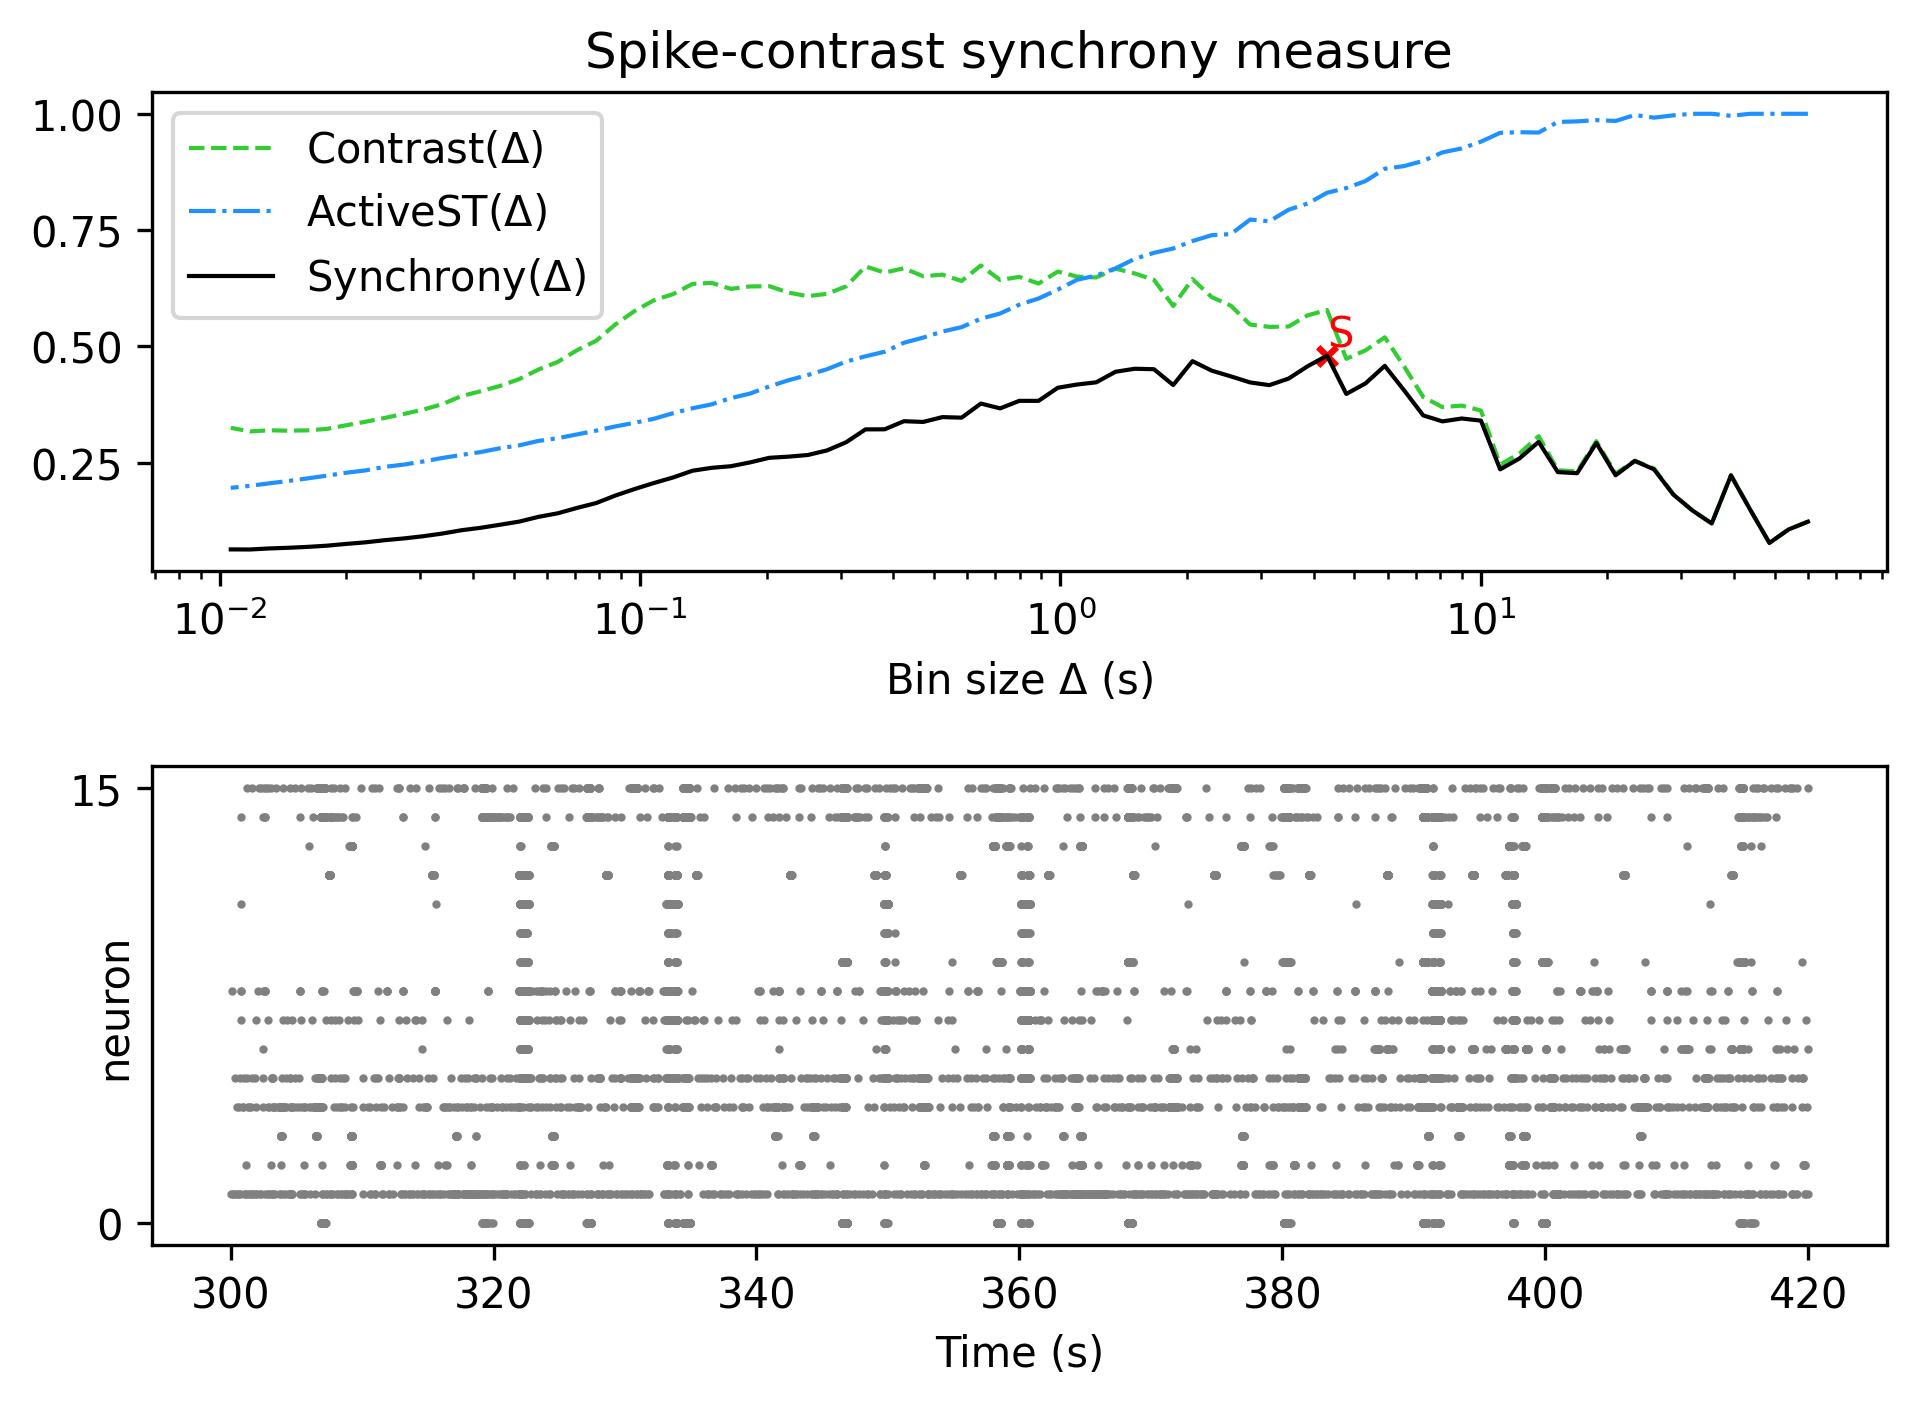 Spike-contrast synchrony measure
1.00
0.75
0.50
0.25
Contrast(Δ)
ActiveST(Δ)
Synchrony(Δ)
S
10⁻² 10⁻¹ 10⁰ 10¹
Bin size Δ (s)
15
0
neuron
300 320 340 360 380 400 420
Time (s)